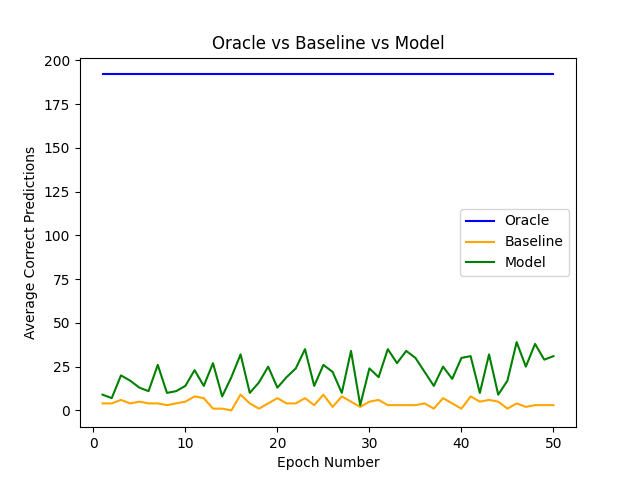 Oracle vs Baseline vs Model
200
175
150
125
100
75
50
25
0
Average Correct Predictions
Oracle
Baseline
Model
0 10 20 30 40 50
Epoch Number